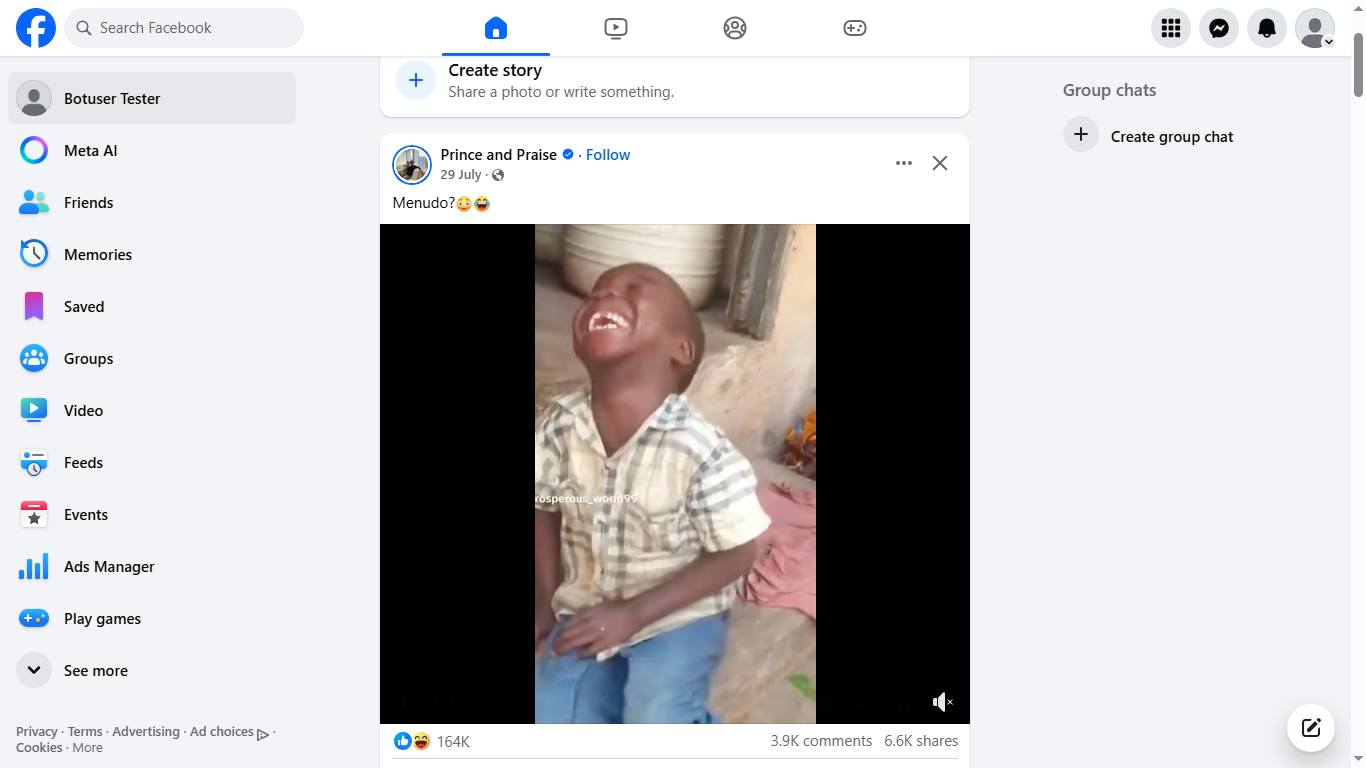 Search Facebook
Botuser Tester
Meta AI
Friends
Memories
Saved
Groups
Video
Feeds
Events
Ads Manager
Play games
See more
Privacy · Terms · Advertising · Ad choices ·
Cookies · More
Create story
Share a photo or write something.
Prince and Praise · Follow
29 July ·
Menudo?😳😂
rosperous_world99
164K
3.9K comments 6.6K shares
Group chats
Create group chat